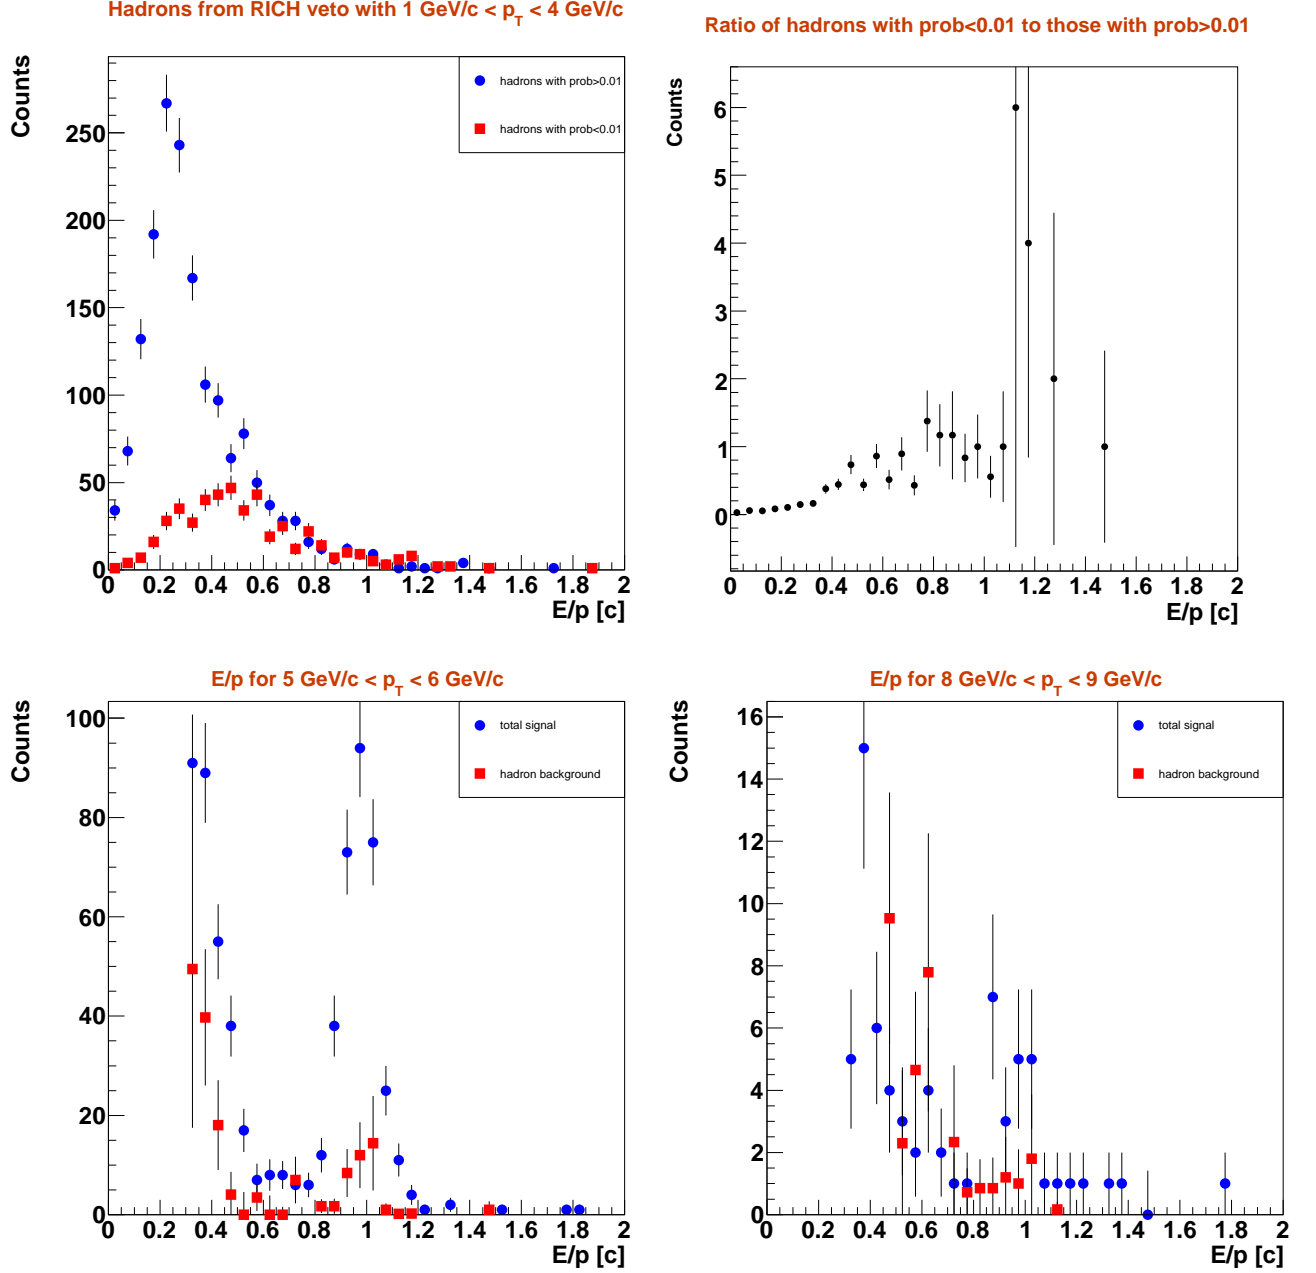 Hadrons from RICH veto with 1 GeV/c < p_T < 4 GeV/c
Counts
250
200
150
100
50
0
hadrons with prob>0.01
hadrons with prob<0.01
0 0.2 0.4 0.6 0.8 1 1.2 1.4 1.6 1.8 2
E/p [c]
Ratio of hadrons with prob<0.01 to those with prob>0.01
Counts
6
5
4
3
2
1
0
0 0.2 0.4 0.6 0.8 1 1.2 1.4 1.6 1.8 2
E/p [c]
E/p for 5 GeV/c < p_T < 6 GeV/c
Counts
100
80
60
40
20
0
total signal
hadron background
0 0.2 0.4 0.6 0.8 1 1.2 1.4 1.6 1.8 2
E/p [c]
E/p for 8 GeV/c < p_T < 9 GeV/c
Counts
16
14
12
10
8
6
4
2
0
total signal
hadron background
0 0.2 0.4 0.6 0.8 1 1.2 1.4 1.6 1.8 2
E/p [c]